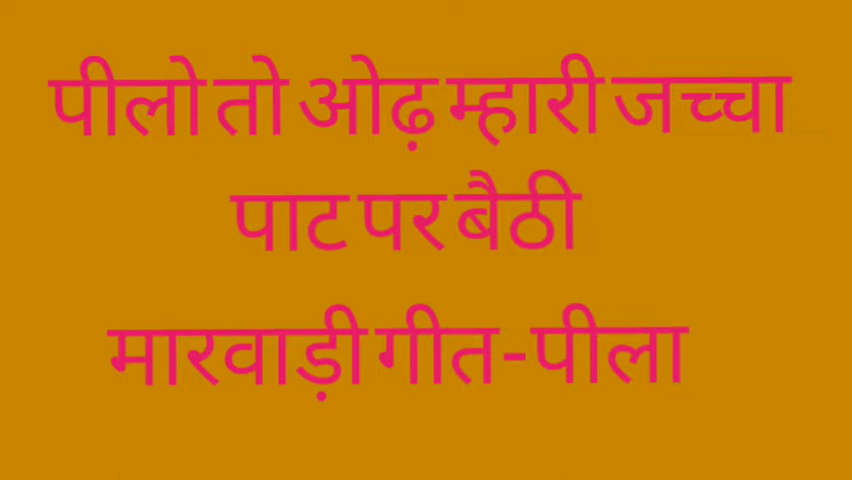 पीलो तो ओढ़ म्हारी जच्चा
पाट पर बैठी
मारवाड़ी गीत-पीला